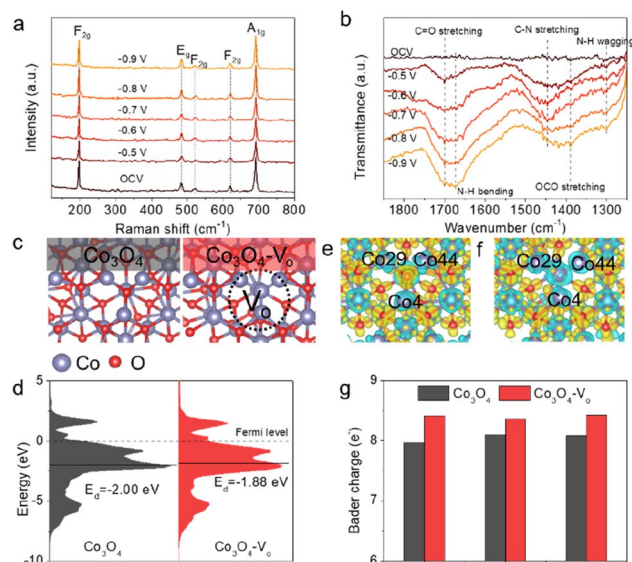 a
F2g
Eg
F2g
F2g
A1g
-0.9 V
-0.8 V
-0.7 V
-0.6 V
-0.5 V
OCV
Intensity (a.u.)
200 300 400 500 600 700 800
Raman shift (cm-1)
b
C=O stretching
C-N stretching
N-H wagging
OCV
-0.5 V
-0.6 V
-0.7 V
-0.8 V
-0.9 V
N-H bending
OCO stretching
Transmittance (a.u.)
1800 1700 1600 1500 1400 1300
Wavenumber (cm-1)
c
Co3O4
Co3O4-Vo
Vo
Co
O
e
Co29 Co44
Co4
f
Co29 Co44
Co4
d
5
0
-5
-10
Energy (eV)
Fermi level
Ed=-2.00 eV
Ed=-1.88 eV
Co3O4
Co3O4-Vo
g
Co3O4
Co3O4-Vo
9
8
7
6
Bader charge (e-)